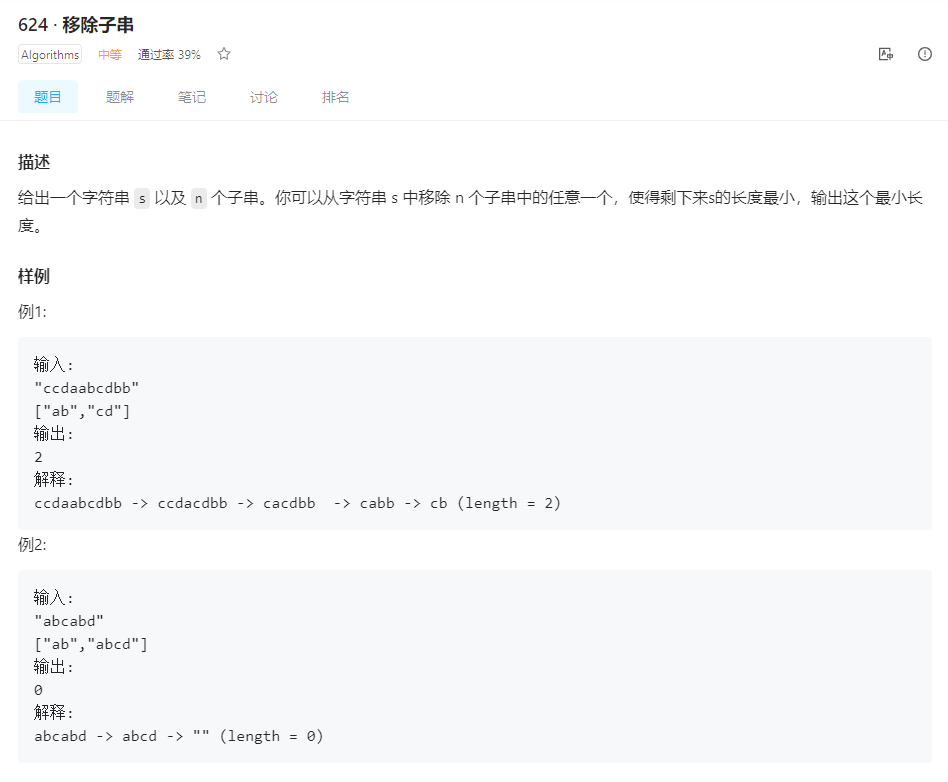 624 · 移除子串
Algorithms 中等 通过率 39%
题目 题解 笔记 讨论 排名
描述
给出一个字符串 s 以及 n 个子串。你可以从字符串 s 中移除 n 个子串中的任意一个，使得剩下来s的长度最小，输出这个最小长
度。
样例
例1:
输入:
"ccdaabcdbb"
["ab","cd"]
输出:
2
解释:
ccdaabcdbb -> ccdacdbb -> cacdbb  -> cabb -> cb (length = 2)
例2:
输入:
"abcabd"
["ab","abcd"]
输出:
0
解释:
abcabd -> abcd -> "" (length = 0)